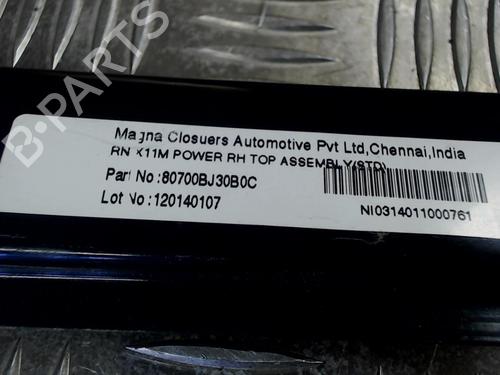 B-PARTS
Magna Closuers Automotive Pvt Ltd,Chennai,India
RN X11M POWER RH TOP ASSEMBLY(STD)
Part No :80700BJ30B0C
Lot No :120140107
NI0314011000761